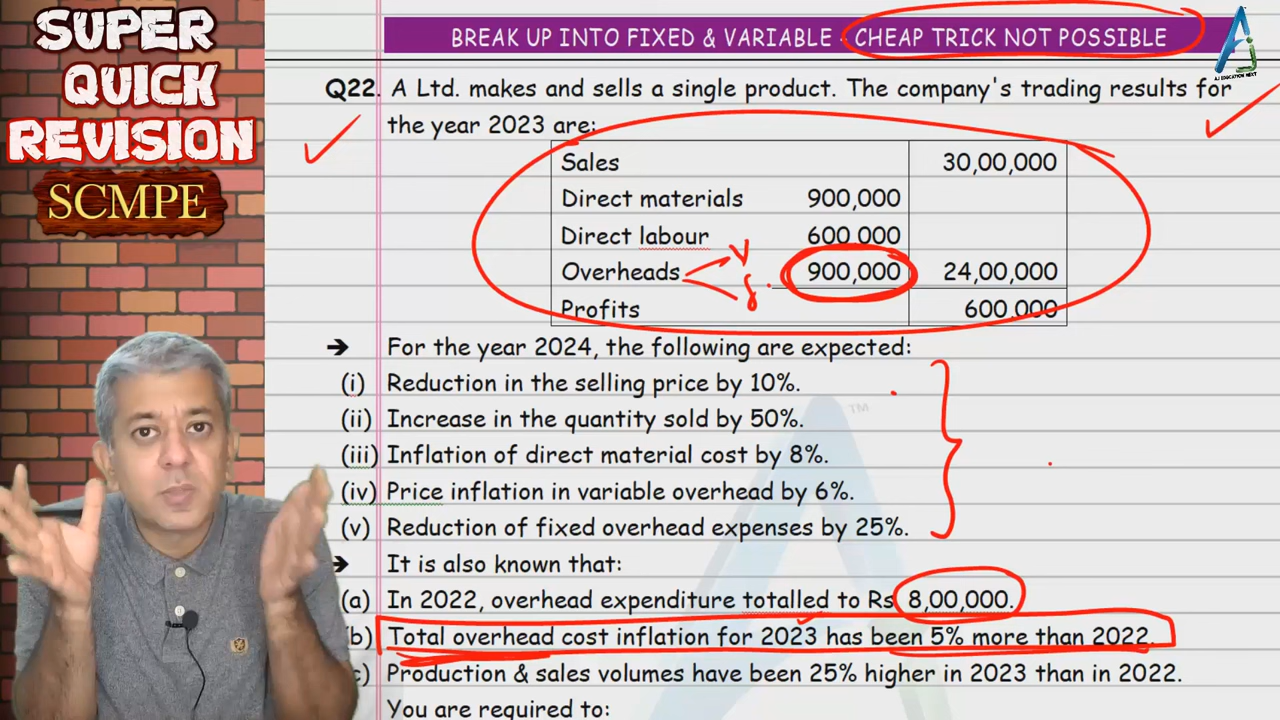 SUPER
QUICK
REVISION
SCMPE
BREAK UP INTO FIXED & VARIABLE - CHEAP TRICK NOT POSSIBLE
AJ EDUCATION NEXT
Q22. A Ltd. makes and sells a single product. The company's trading results for
the year 2023 are:
Sales 30,00,000
Direct materials 900,000
Direct labour 600,000
V
Overheads 900,000 24,00,000
f
Profits 600,000
➔ For the year 2024, the following are expected:
(i) Reduction in the selling price by 10%.
(ii) Increase in the quantity sold by 50%.
(iii) Inflation of direct material cost by 8%.
(iv) Price inflation in variable overhead by 6%.
(v) Reduction of fixed overhead expenses by 25%.
➔ It is also known that:
(a) In 2022, overhead expenditure totalled to Rs 8,00,000.
(b) Total overhead cost inflation for 2023 has been 5% more than 2022.
(c) Production & sales volumes have been 25% higher in 2023 than in 2022.
You are required to: